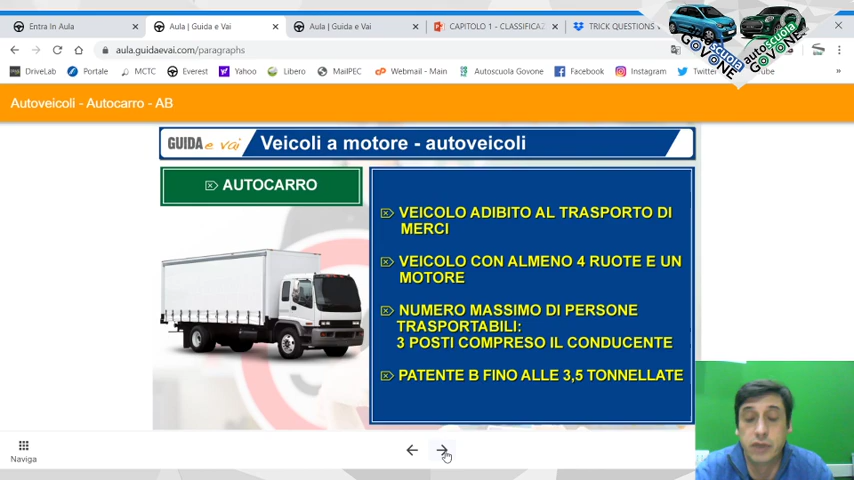 Entra In Aula
Aula | Guida e Vai
Aula | Guida e Vai
CAPITOLO 1 - CLASSIFICAZ
TRICK QUESTIONS
aula.guidaevai.com/paragraphs
DriveLab
Portale
MCTC
Everest
Yahoo
Libero
MailPEC
Webmail - Main
Autoscuola Govone
Facebook
Instagram
Twitter
autoscuola
GOVONE
Autoveicoli - Autocarro - AB
GUIDA e vai
Veicoli a motore - autoveicoli
AUTOCARRO
VEICOLO ADIBITO AL TRASPORTO DI
MERCI
VEICOLO CON ALMENO 4 RUOTE E UN
MOTORE
NUMERO MASSIMO DI PERSONE
TRASPORTABILI:
3 POSTI COMPRESO IL CONDUCENTE
PATENTE B FINO ALLE 3,5 TONNELLATE
Naviga